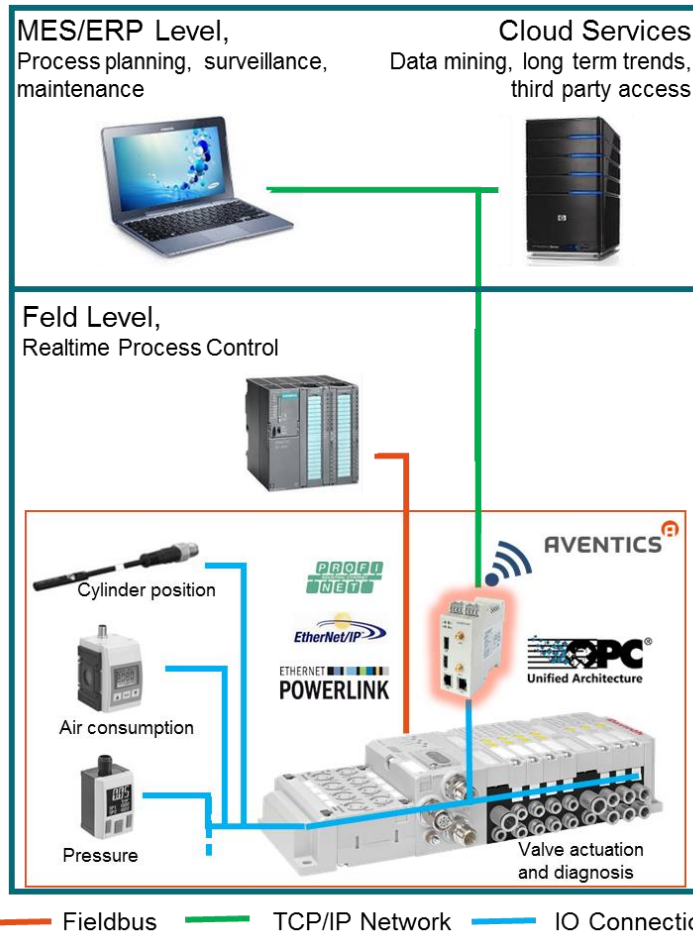 MES/ERP Level,
Process planning, surveillance,
maintenance
Cloud Services
Data mining, long term trends,
third party access
Feld Level,
Realtime Process Control
AVENTICS
Cylinder position
PROFI
NET
EtherNet/IP
ETHERNET
POWERLINK
OPC
Unified Architecture
Air consumption
Pressure
Valve actuation
and diagnosis
Fieldbus
TCP/IP Network
IO Connectio